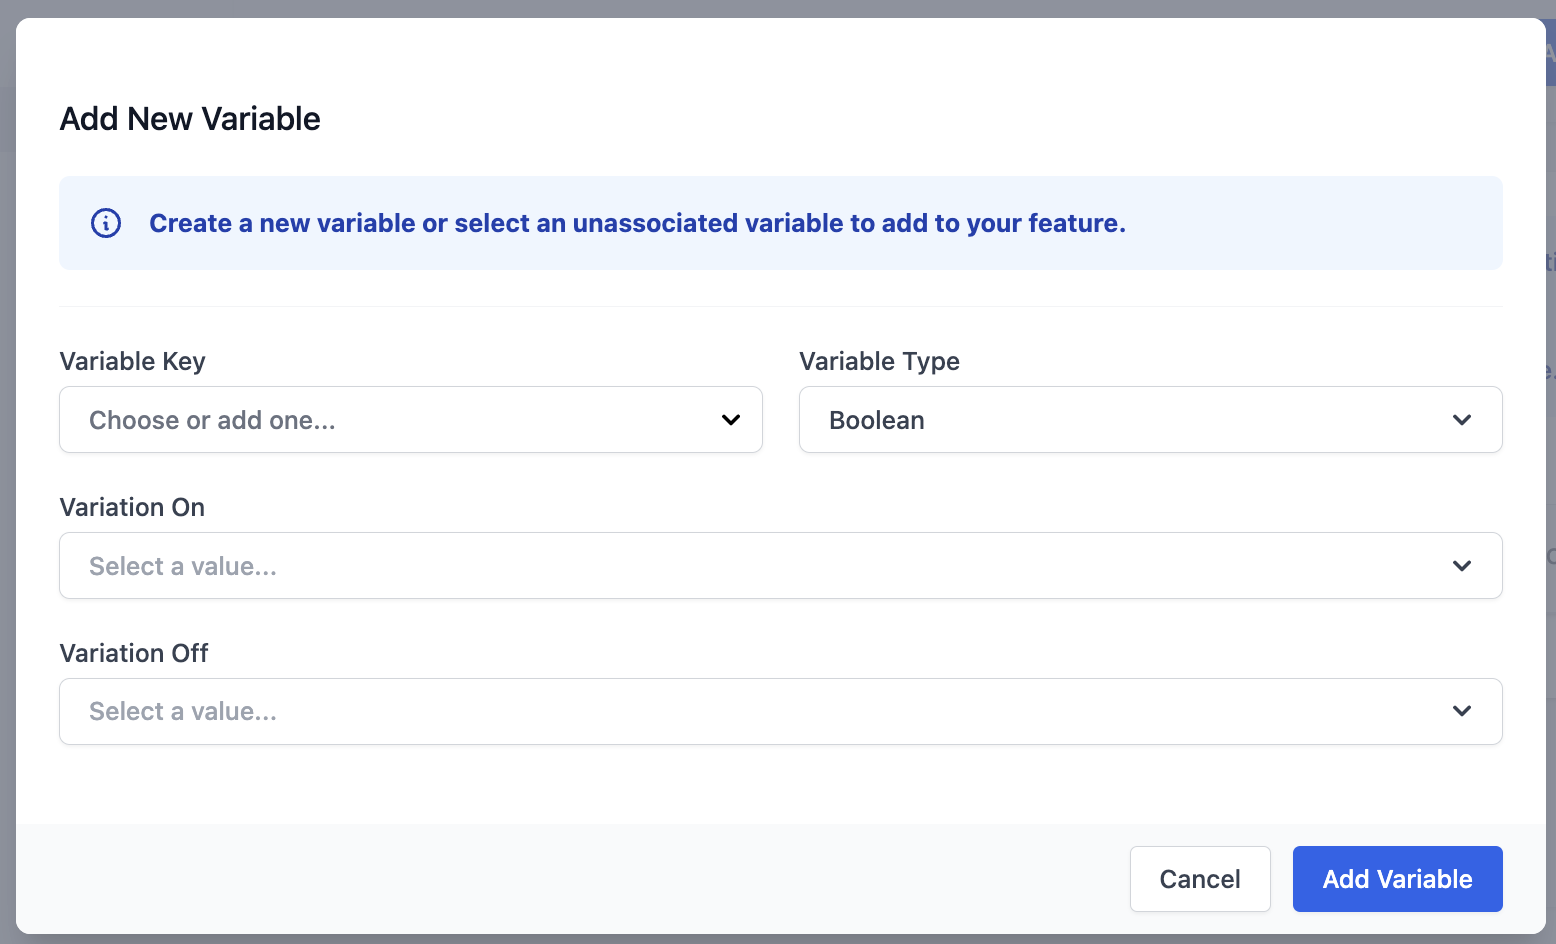 Add New Variable
Create a new variable or select an unassociated variable to add to your feature.
Variable Key
Variable Type
Choose or add one...
Boolean
Variation On
Select a value...
Variation Off
Select a value...
Cancel
Add Variable